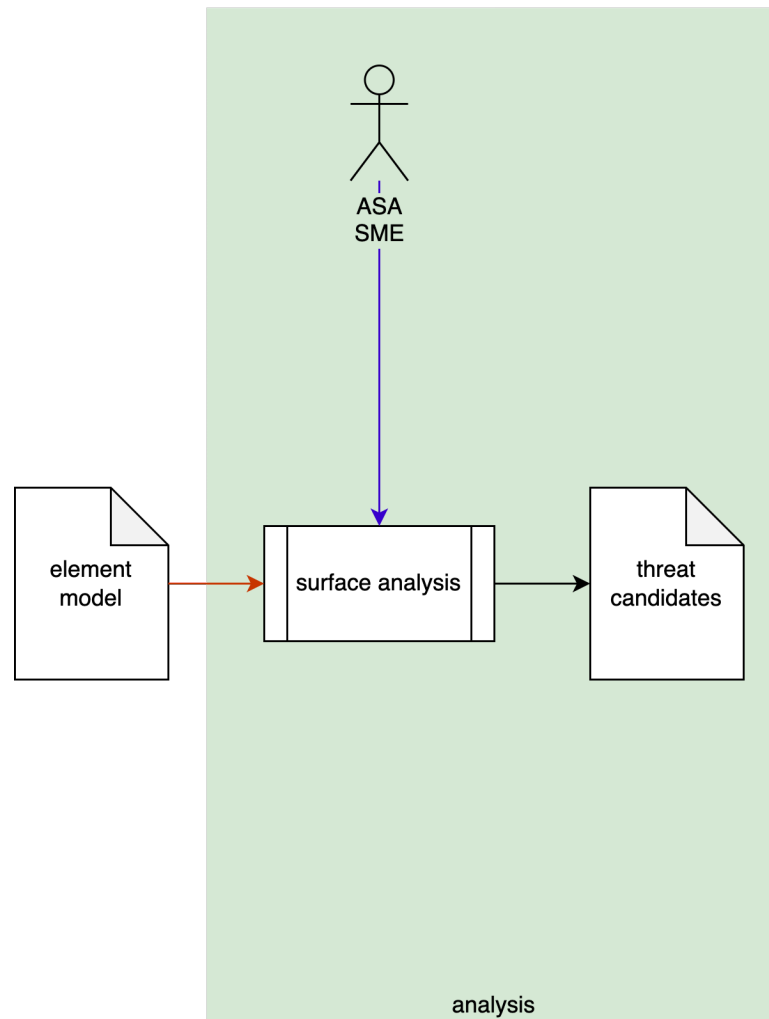 ASA
SME
element
model
surface analysis
threat
candidates
analysis